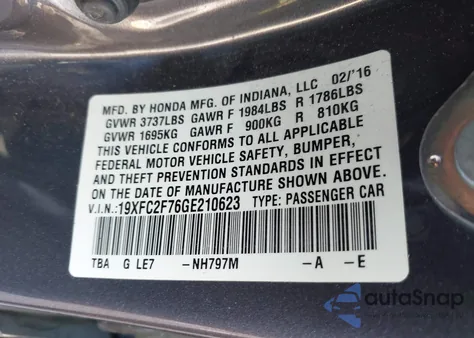 MFD. BY HONDA MFG. OF INDIANA, LLC 02/'16
GVWR 3737LBS GAWR F 1984LBS R 1786LBS
GVWR 1695KG GAWR F 900KG R 810KG
THIS VEHICLE CONFORMS TO ALL APPLICABLE
FEDERAL MOTOR VEHICLE SAFETY, BUMPER,
AND THEFT PREVENTION STANDARDS IN EFFECT
ON THE DATE OF MANUFACTURE SHOWN ABOVE.
V.I.N.:19XFC2F76GE210623 TYPE: PASSENGER CAR
TBA G LE7 -NH797M -A -E
autoSnap